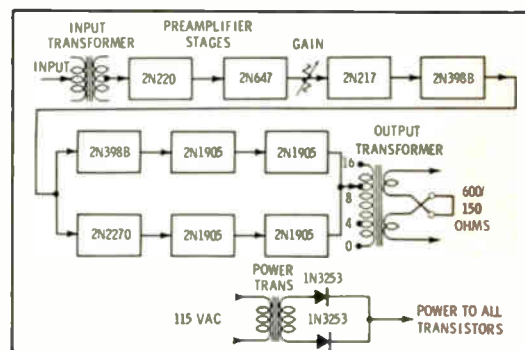 INPUT
TRANSFORMER
PREAMPLIFIER
STAGES
GAIN
INPUT
2N220
2N647
2N217
2N398B
2N398B
2N1905
2N1905
OUTPUT
TRANSFORMER
16
8
4
0
600/
150
OHMS
2N2270
2N1905
2N1905
POWER
TRANS
1N3253
1N3253
115 VAC
POWER TO ALL
TRANSISTORS